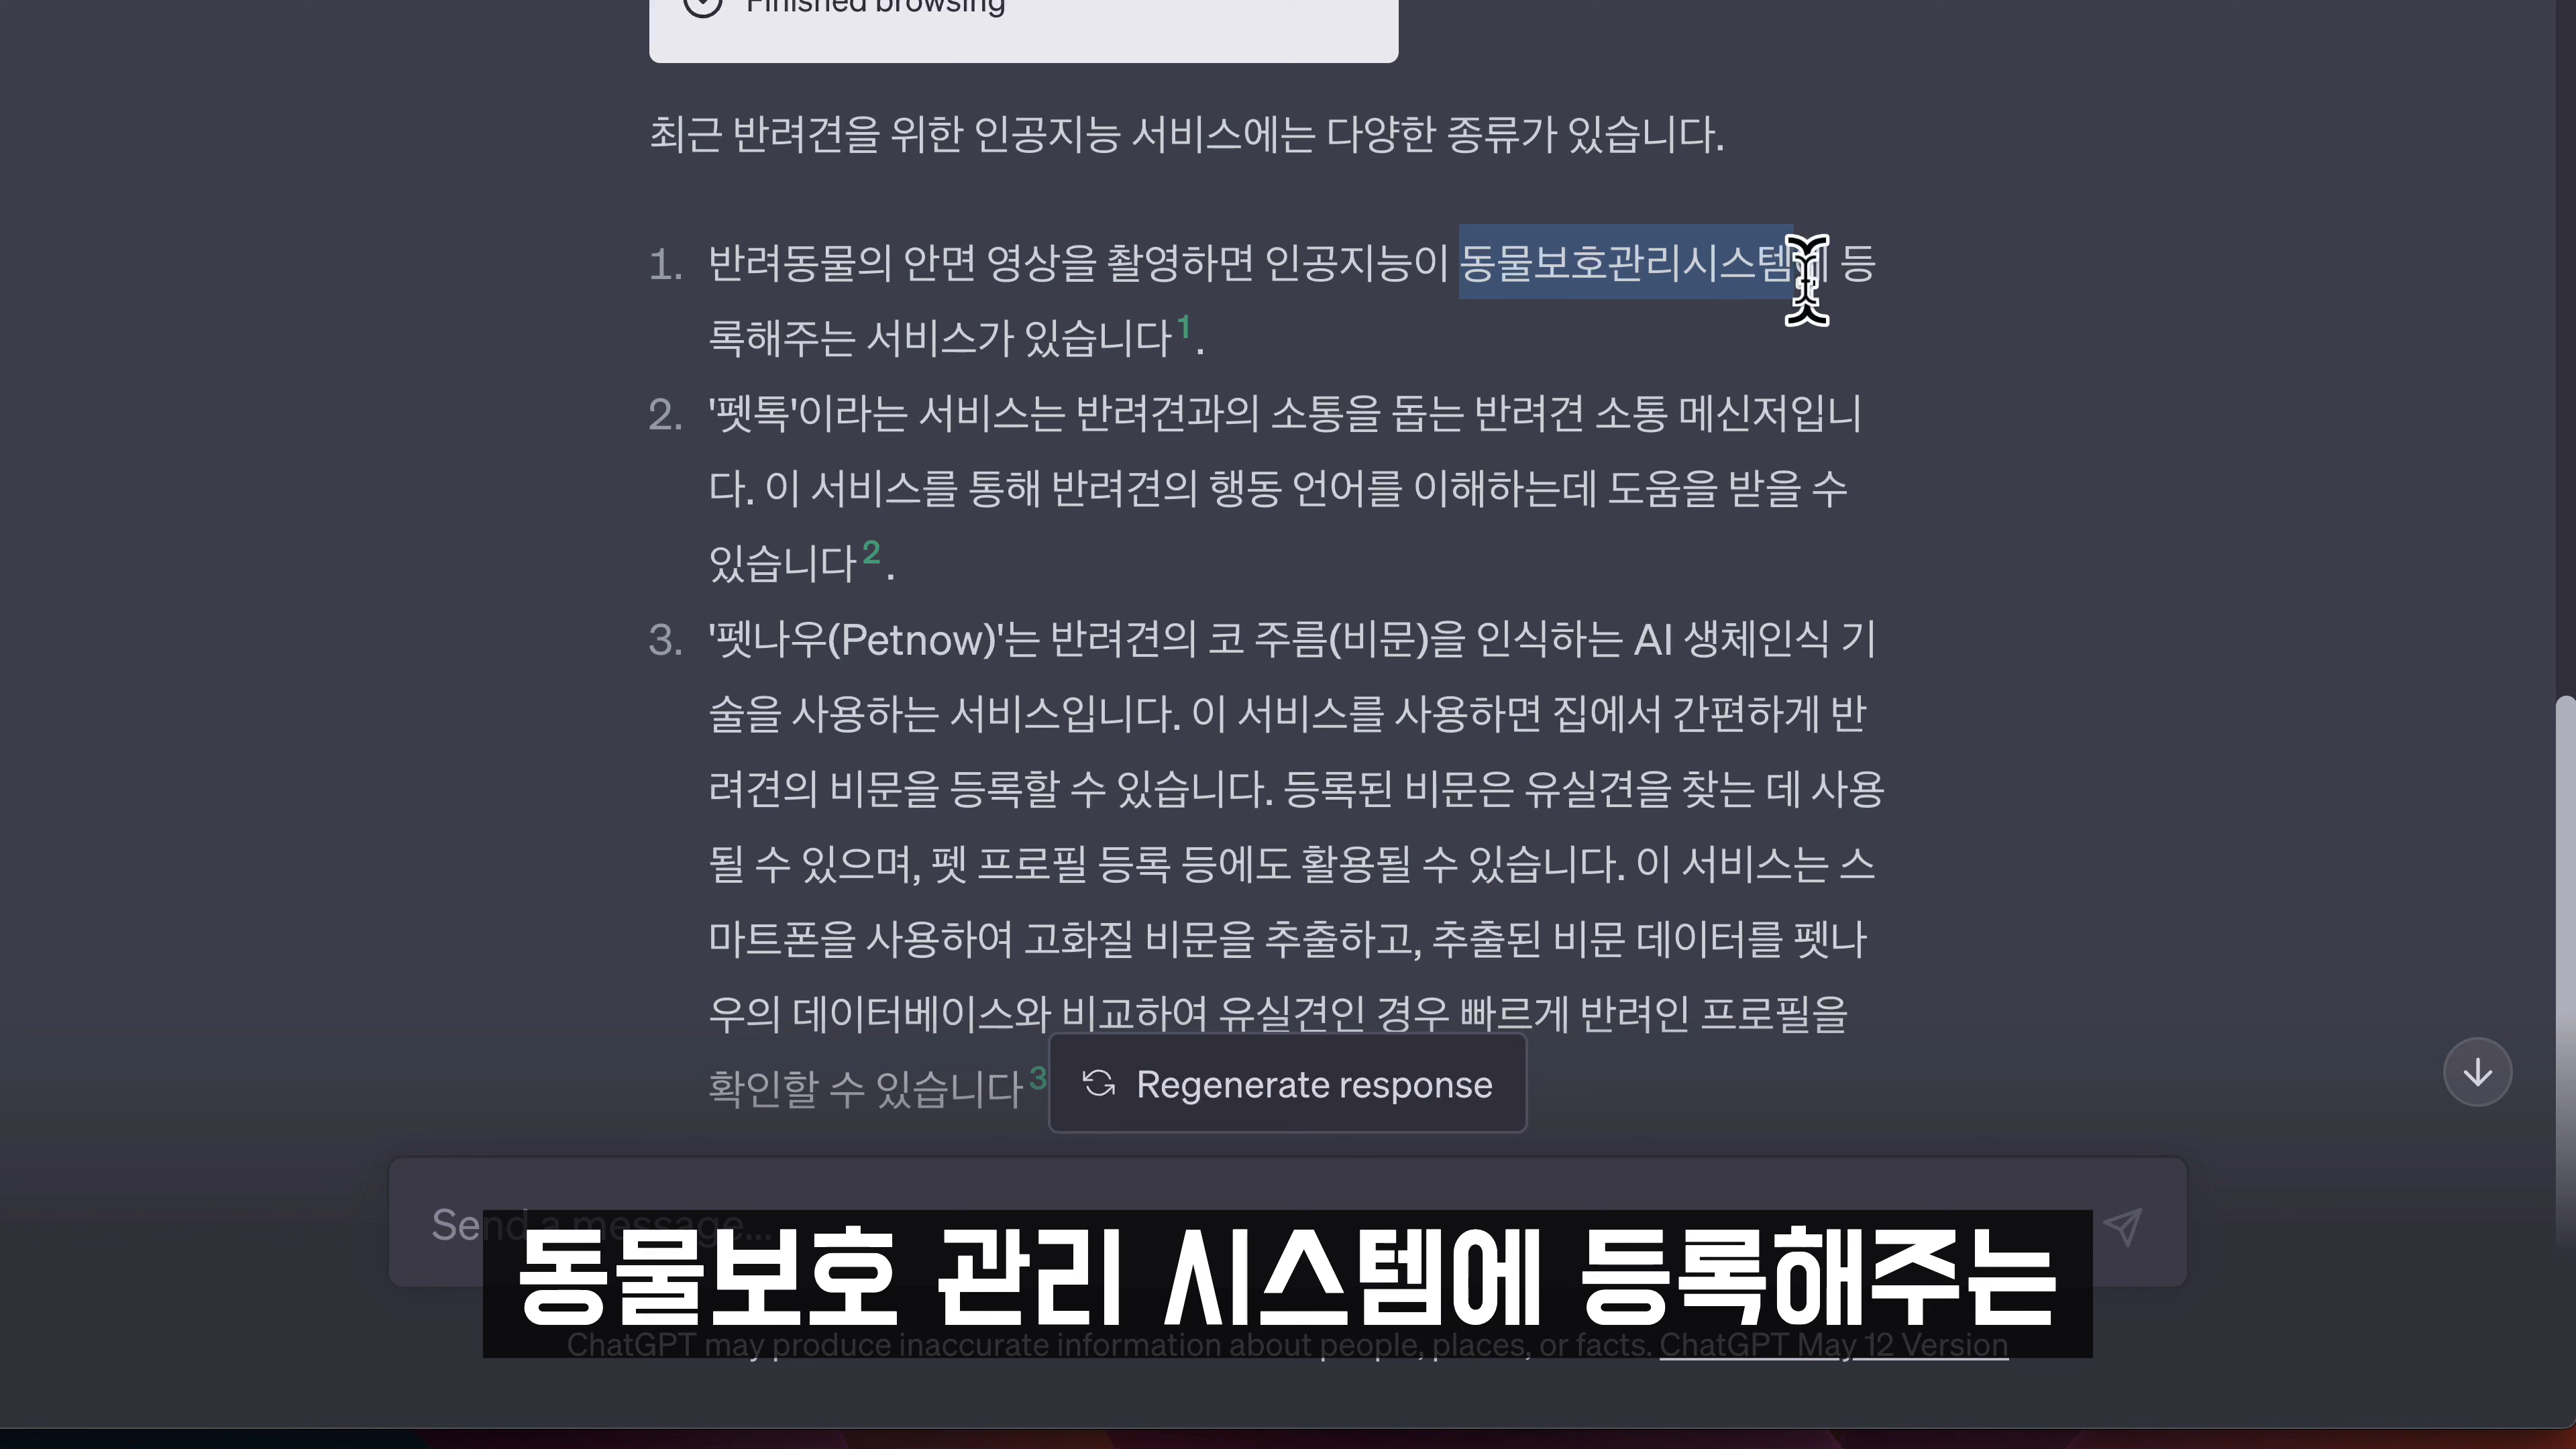 Finished browsing
최근 반려견을 위한 인공지능 서비스에는 다양한 종류가 있습니다.
1. 반려동물의 안면 영상을 촬영하면 인공지능이 동물보호관리시스템에 등
록해주는 서비스가 있습니다1.
2. '펫톡'이라는 서비스는 반려견과의 소통을 돕는 반려견 소통 메신저입니
다. 이 서비스를 통해 반려견의 행동 언어를 이해하는데 도움을 받을 수
있습니다2.
3. '펫나우(Petnow)'는 반려견의 코 주름(비문)을 인식하는 AI 생체인식 기
술을 사용하는 서비스입니다. 이 서비스를 사용하면 집에서 간편하게 반
려견의 비문을 등록할 수 있습니다. 등록된 비문은 유실견을 찾는 데 사용
될 수 있으며, 펫 프로필 등록 등에도 활용될 수 있습니다. 이 서비스는 스
마트폰을 사용하여 고화질 비문을 추출하고, 추출된 비문 데이터를 펫나
우의 데이터베이스와 비교하여 유실견인 경우 빠르게 반려인 프로필을
확인할 수 있습니다3
Regenerate response
Send a message...
동물보호 관리 시스템에 등록해주는
ChatGPT may produce inaccurate information about people, places, or facts. ChatGPT May 12 Version